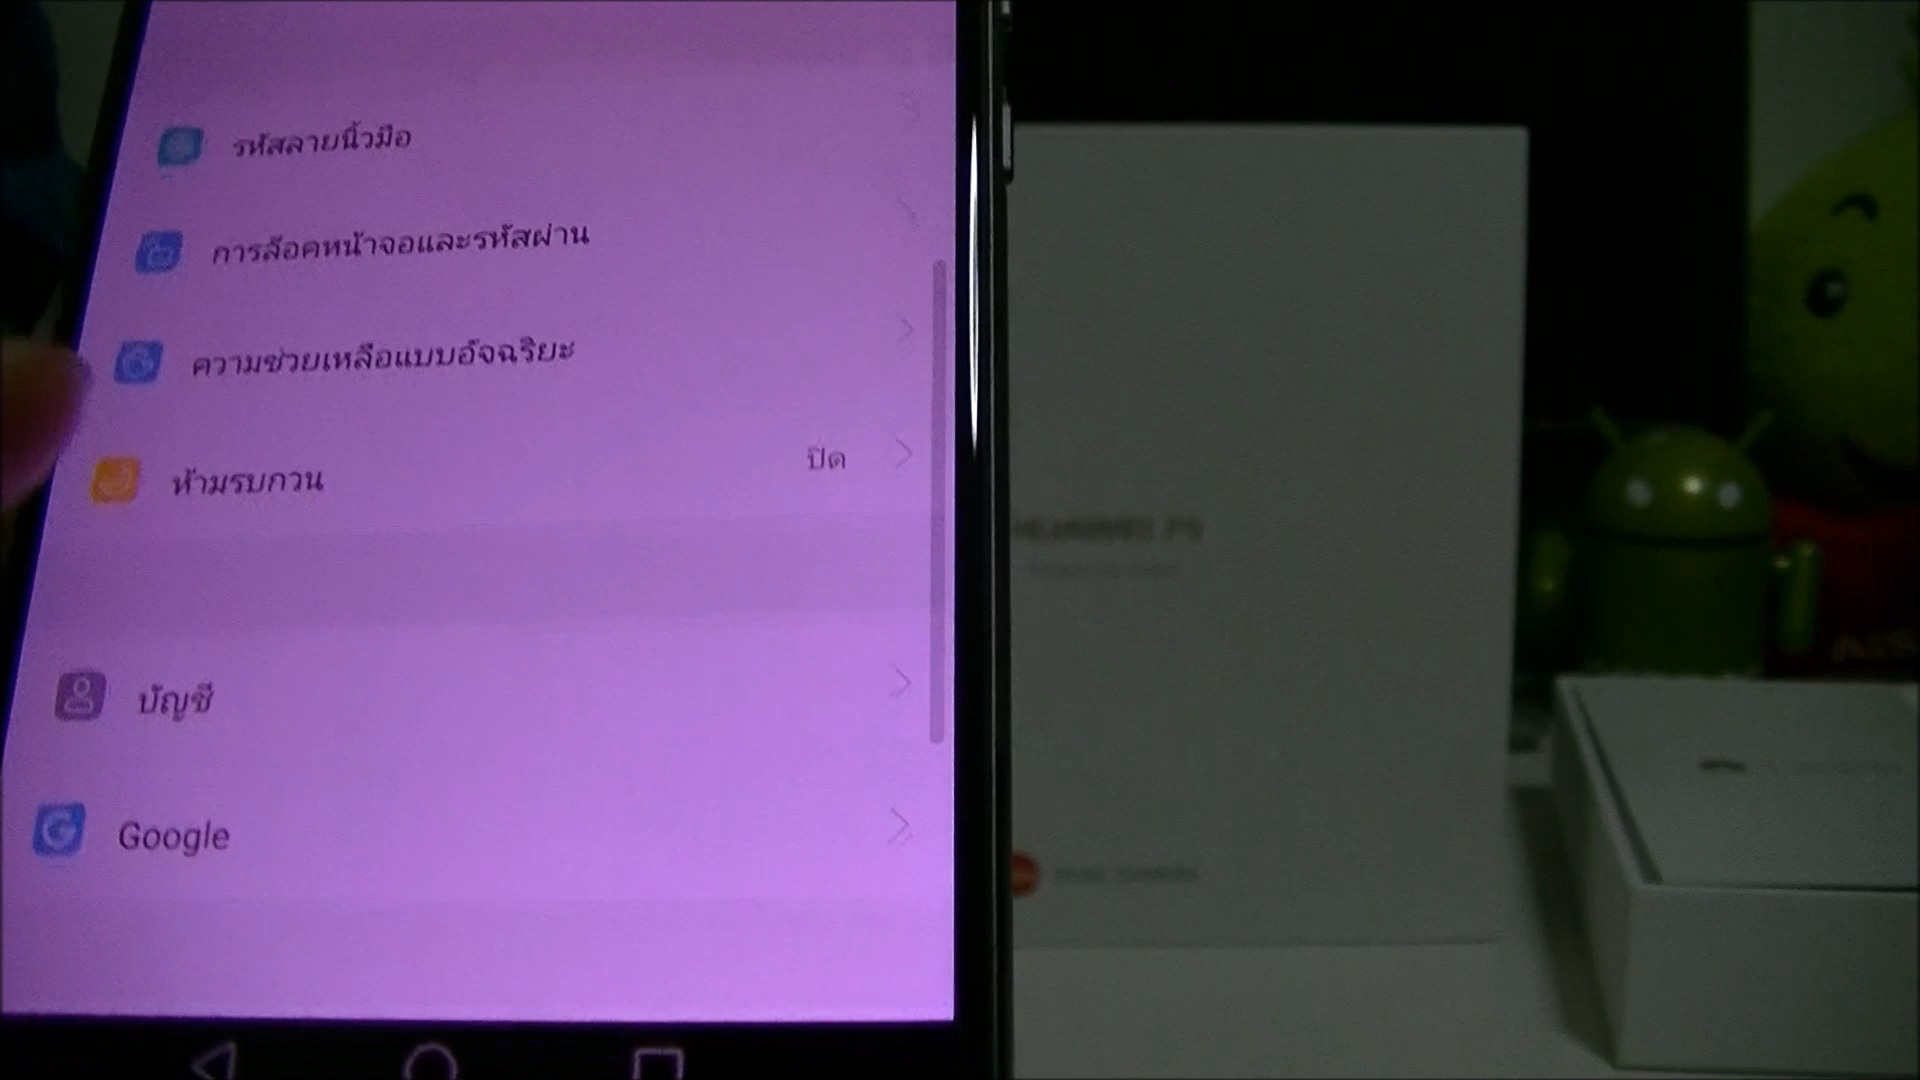 รหัสลายนิ้วมือ
การล็อคหน้าจอและรหัสผ่าน
ความช่วยเหลือแบบอัจฉริยะ
ห้ามรบกวน
ปิด
บัญชี
Google